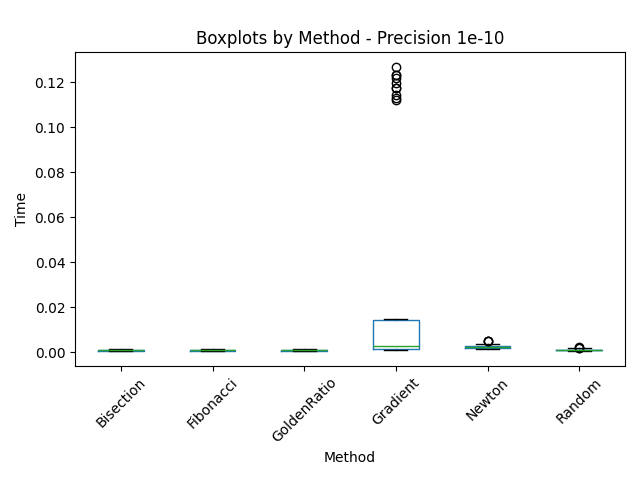 Boxplots by Method - Precision 1e-10
Time
0.12
0.10
0.08
0.06
0.04
0.02
0.00
Bisection
Fibonacci
GoldenRatio
Gradient
Newton
Random
Method